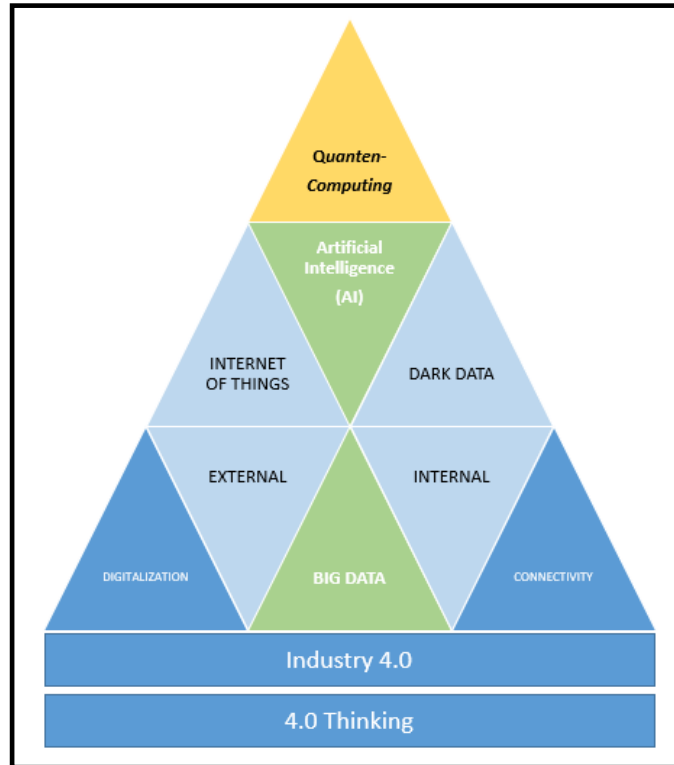 Quanten-
Computing
Artificial
Intelligence
(AI)
INTERNET
OF THINGS
DARK DATA
EXTERNAL
INTERNAL
DIGITALIZATION
BIG DATA
CONNECTIVITY
Industry 4.0
4.0 Thinking